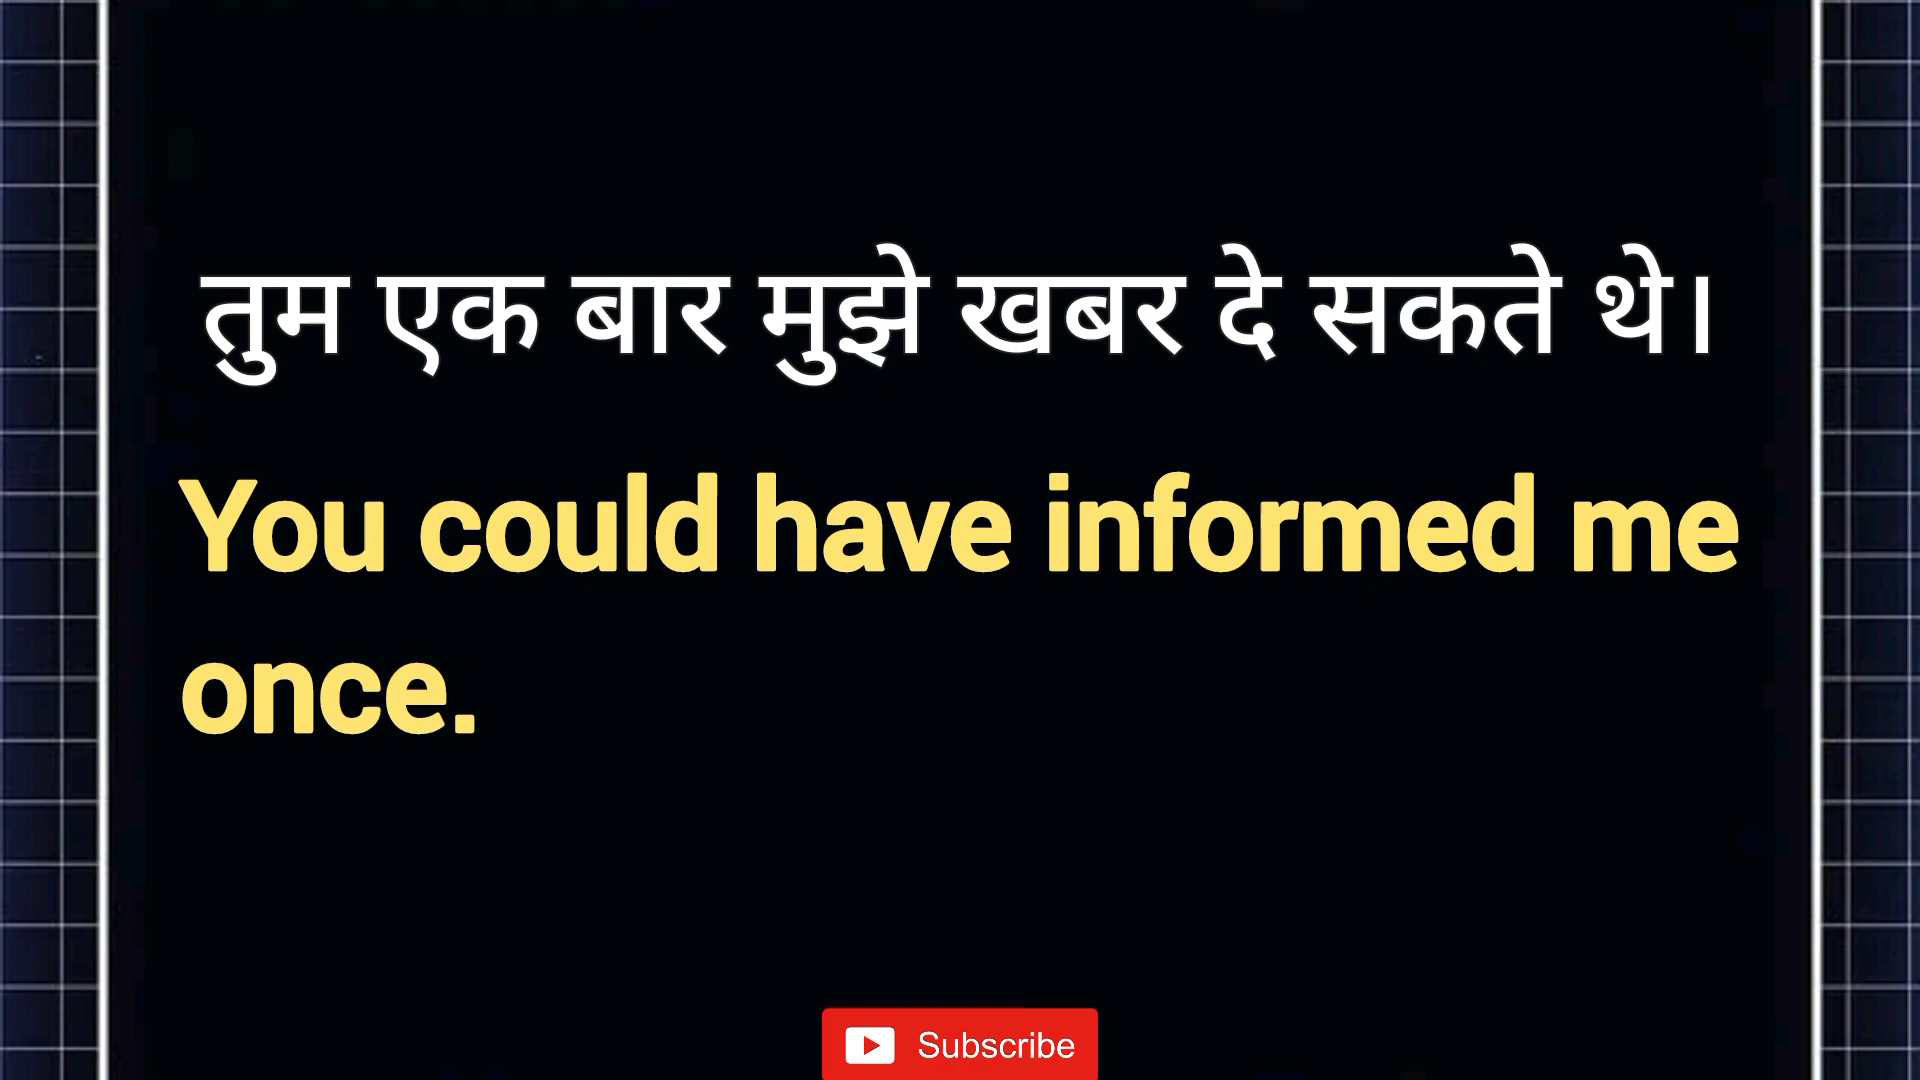 तुम एक बार मुझे खबर दे सकते थे।
You could have informed me
once.
Subscribe